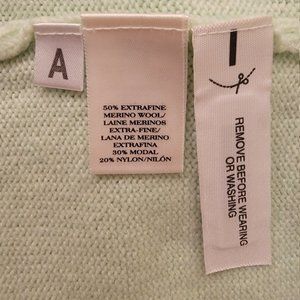 A
50% EXTRAFINE
MERINO WOOL/
LAINE MERINOS
EXTRA-FINE/
LANA DE MERINO
EXTRAFINA
30% MODAL
20% NYLON/NILÓN
REMOVE BEFORE WEARING
OR WASHING